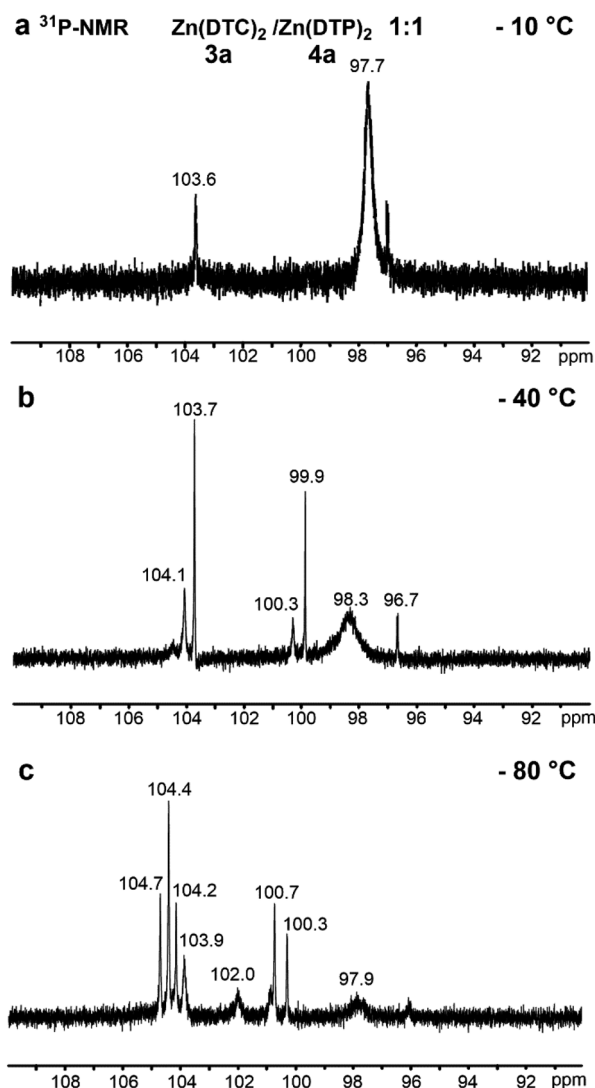 a ³¹P-NMR Zn(DTC)₂ /Zn(DTP)₂ 1:1 - 10 °C
3a 4a
97.7
103.6
108 106 104 102 100 98 96 94 92 ppm
b - 40 °C
103.7
99.9
104.1
100.3 98.3 96.7
108 106 104 102 100 98 96 94 92 ppm
c - 80 °C
104.4
104.7 104.2 100.7
100.3
103.9
102.0 97.9
108 106 104 102 100 98 96 94 92 ppm